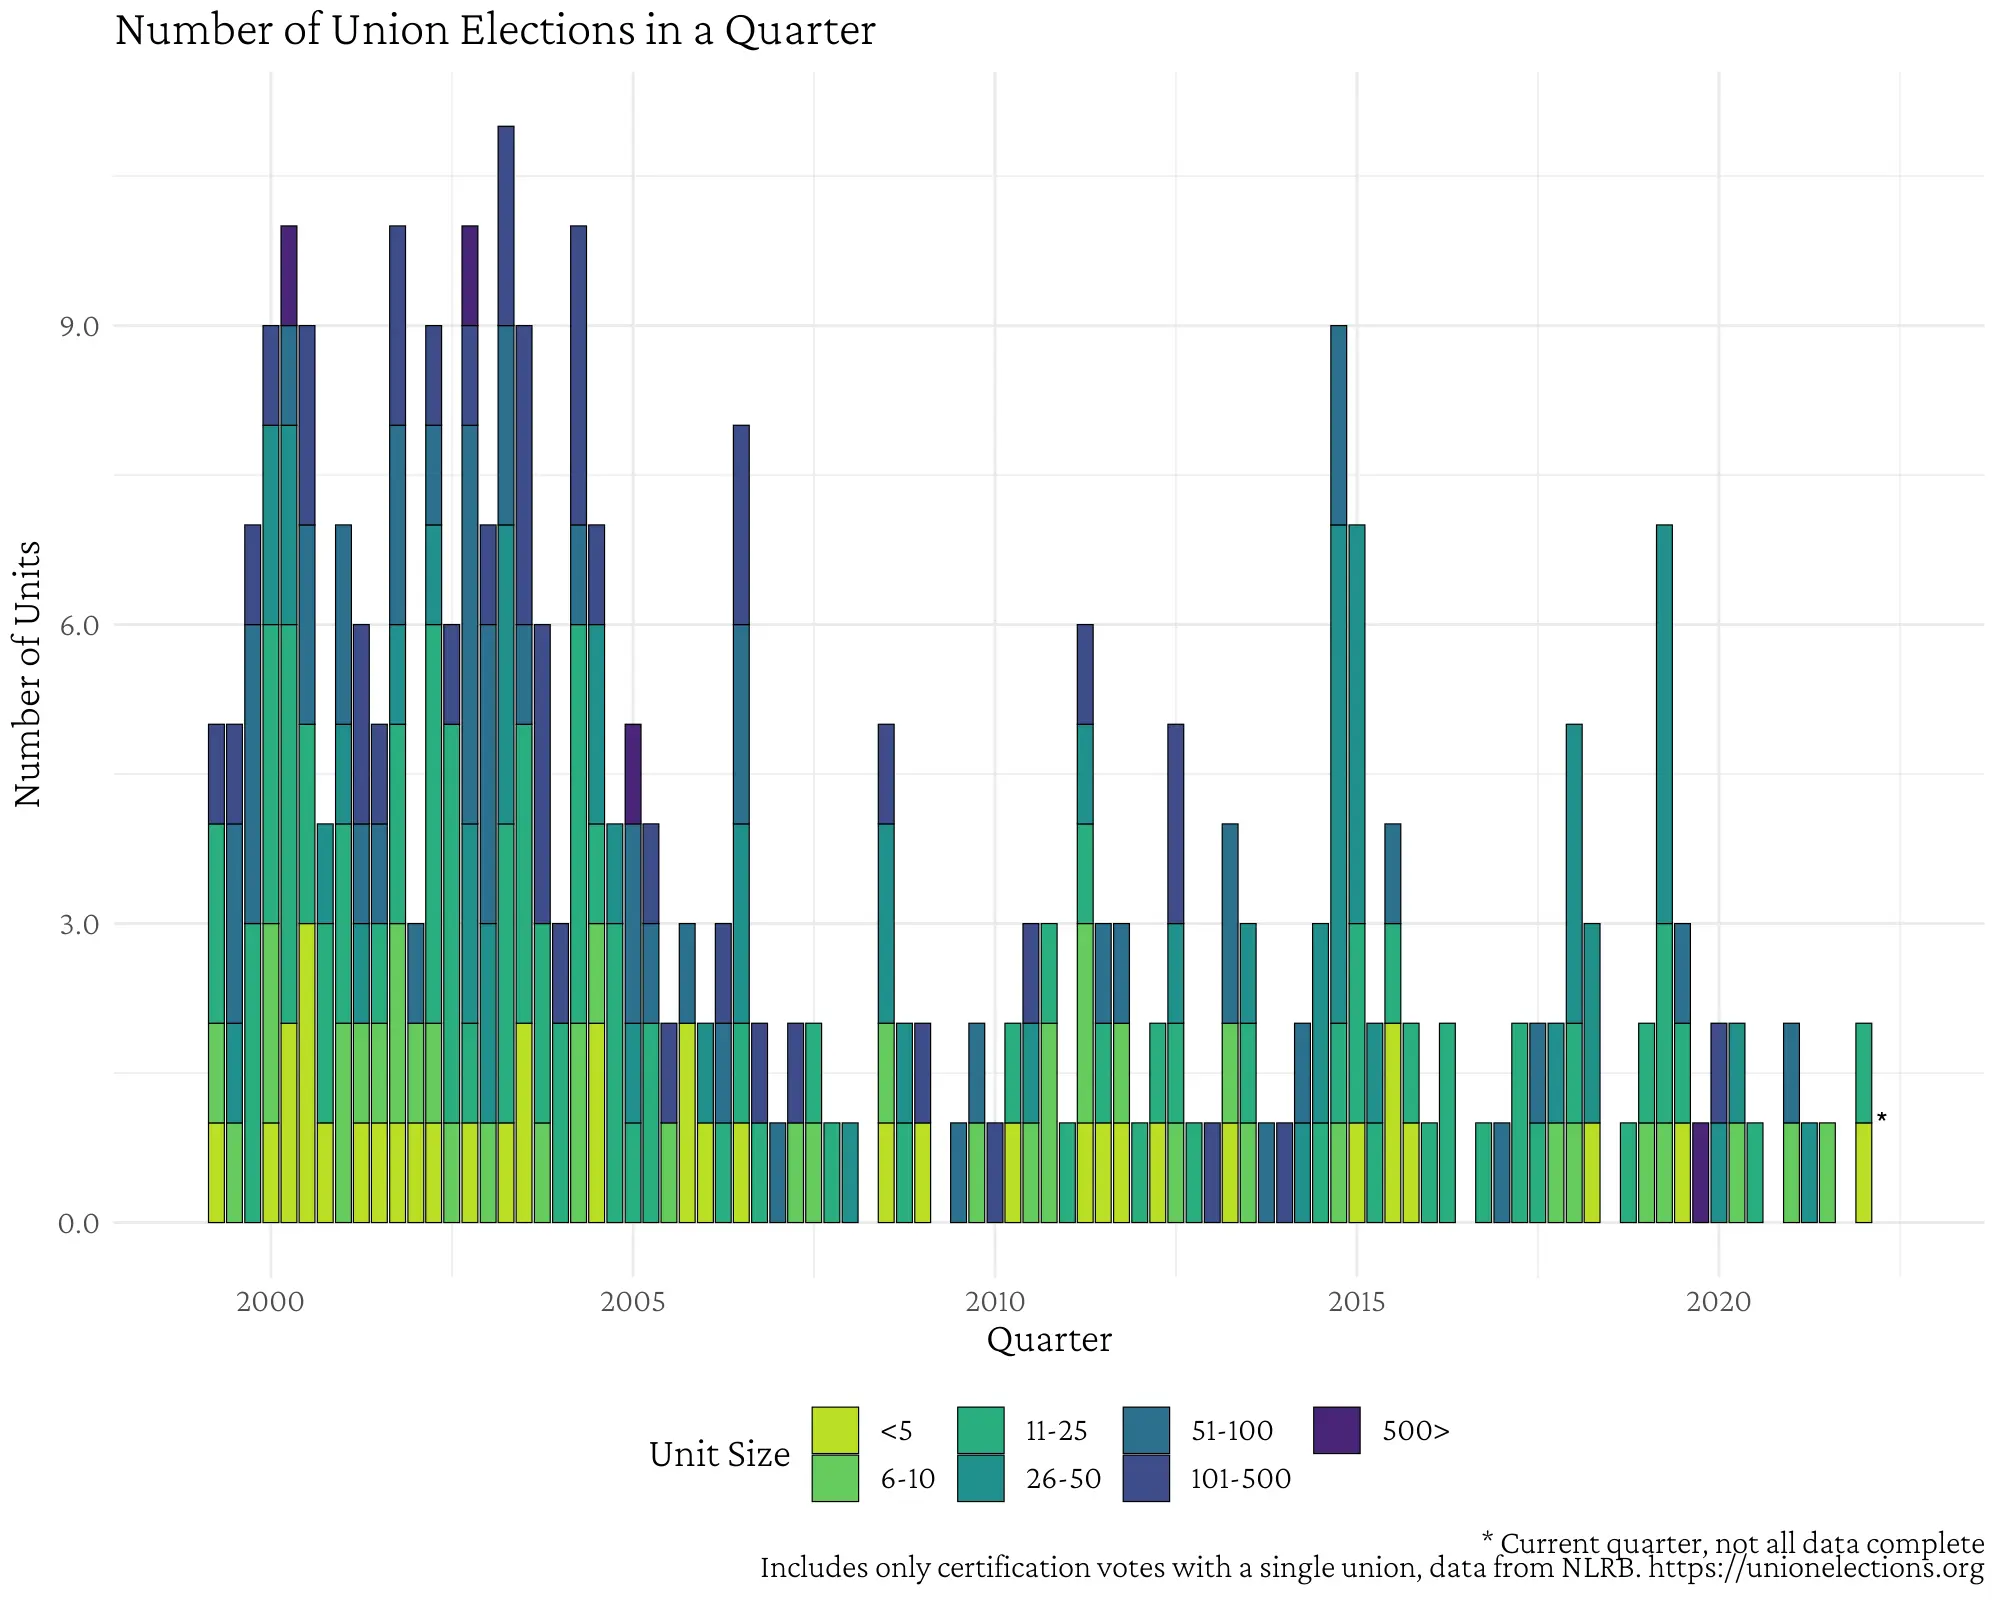 Number of Union Elections in a Quarter
Number of Units
9.0
6.0
3.0
0.0
*
2000 2005 2010 2015 2020
Quarter
Unit Size
<5 11-25 51-100 500>
6-10 26-50 101-500
* Current quarter, not all data complete
Includes only certification votes with a single union, data from NLRB. https://unionelections.org